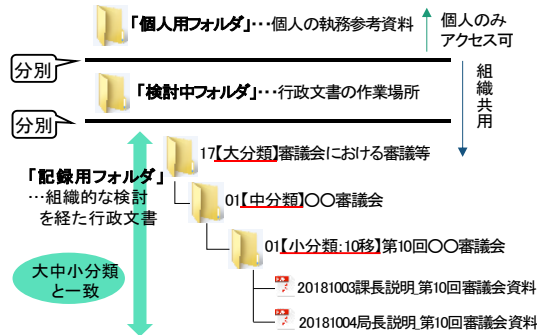 「個人用フォルダ」･･･個人の執務参考資料
個人のみ
アクセス可
分別
「検討中フォルダ」･･･行政文書の作業場所
組織共用
分別
17【大分類】審議会における審議等
「記録用フォルダ」
…組織的な検討
を経た行政文書
01【中分類】〇〇審議会
01【小分類:10移】第10回〇〇審議会
大中小分類
と一致
20181003課長説明_第10回審議会資料
20181004局長説明_第10回審議会資料